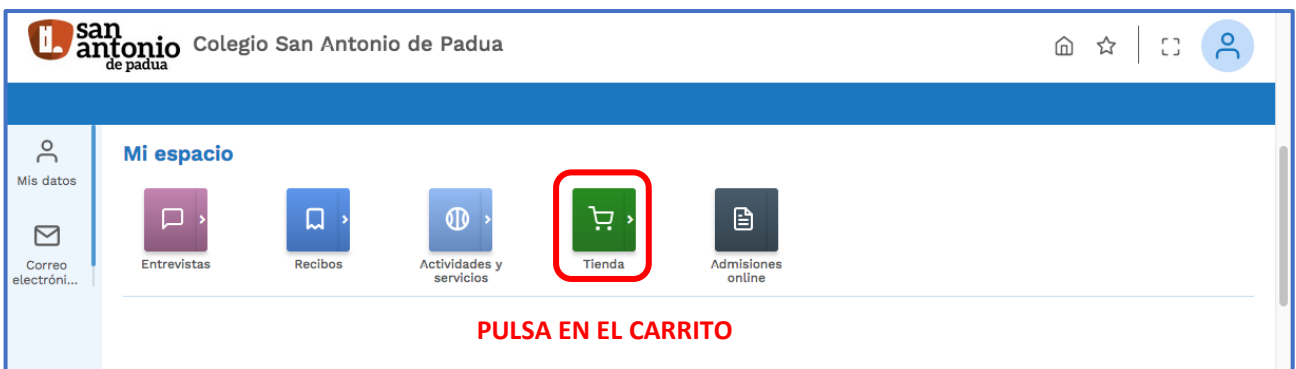 san
antonio
de padua
Colegio San Antonio de Padua
Mis datos
Correo
electróni...
Mi espacio
Entrevistas
Recibos
Actividades y
servicios
Tienda
Admisiones
online
PULSA EN EL CARRITO